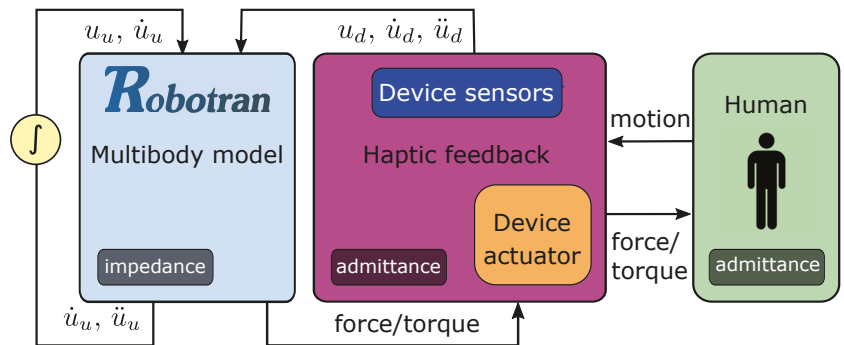 u_u, u̇_u
u_d, u̇_d, ü_d
Robotran
Multibody model
impedance
∫
u̇_u, ü_u
Device sensors
Haptic feedback
Device
actuator
admittance
force/torque
motion
force/
torque
Human
admittance